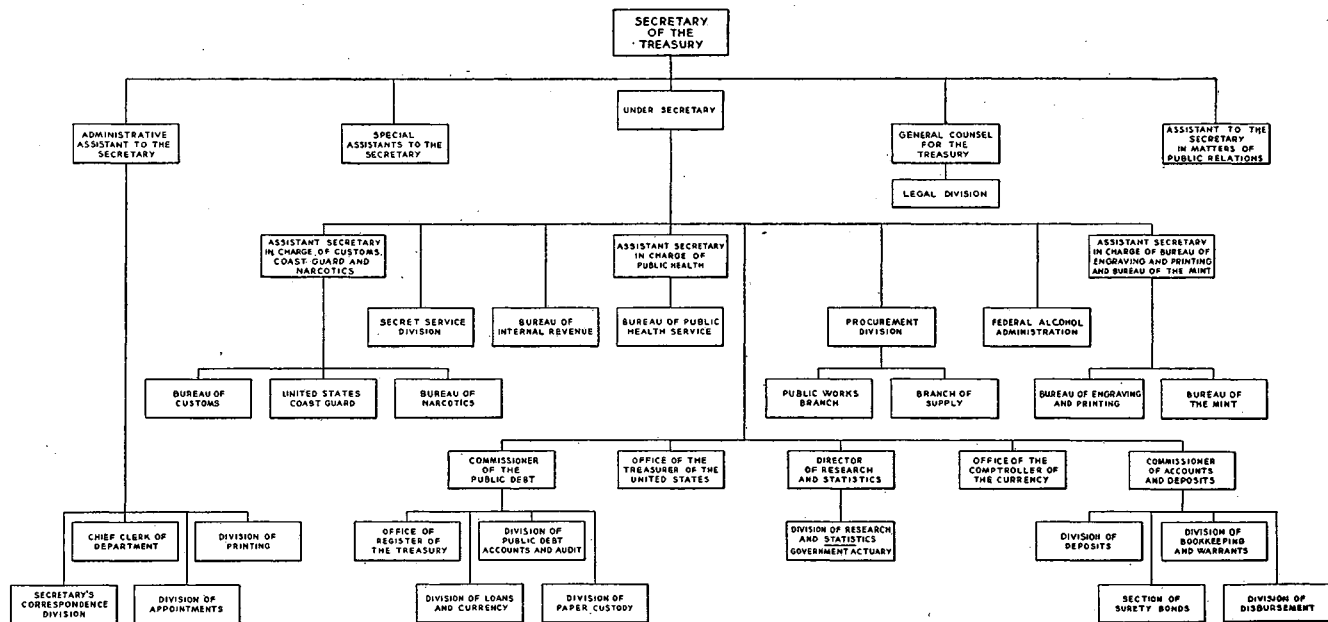 SECRETARY
OF THE
TREASURY
UNDER SECRETARY
ADMINISTRATIVE
ASSISTANT TO THE
SECRETARY
SPECIAL
ASSISTANTS TO THE
SECRETARY
GENERAL COUNSEL
FOR THE
TREASURY
ASSISTANT TO THE
SECRETARY
IN MATTERS OF
PUBLIC RELATIONS
LEGAL DIVISION
ASSISTANT SECRETARY
IN CHARGE OF CUSTOMS,
COAST GUARD AND
NARCOTICS
ASSISTANT SECRETARY
IN CHARGE OF
PUBLIC HEALTH
ASSISTANT SECRETARY
IN CHARGE OF BUREAU OF
ENGRAVING AND PRINTING
AND BUREAU OF THE MINT
SECRET SERVICE
DIVISION
BUREAU OF
INTERNAL REVENUE
BUREAU OF PUBLIC
HEALTH SERVICE
PROCUREMENT
DIVISION
FEDERAL ALCOHOL
ADMINISTRATION
BUREAU OF
CUSTOMS
UNITED STATES
COAST GUARD
BUREAU OF
NARCOTICS
PUBLIC WORKS
BRANCH
BRANCH OF
SUPPLY
BUREAU OF ENGRAVING
AND PRINTING
BUREAU OF
THE MINT
COMMISSIONER
OF THE
PUBLIC DEBT
OFFICE OF THE
TREASURER OF THE
UNITED STATES
DIRECTOR
OF RESEARCH
AND STATISTICS
OFFICE OF THE
COMPTROLLER OF
THE CURRENCY
COMMISSIONER
OF ACCOUNTS
AND DEPOSITS
CHIEF CLERK OF
DEPARTMENT
DIVISION OF
PRINTING
OFFICE OF
REGISTER OF
THE TREASURY
DIVISION OF
PUBLIC DEBT
ACCOUNTS AND AUDIT
DIVISION OF RESEARCH
AND STATISTICS
GOVERNMENT ACTUARY
DIVISION OF
DEPOSITS
DIVISION OF
BOOKKEEPING
AND WARRANTS
SECRETARY'S
CORRESPONDENCE
DIVISION
DIVISION OF
APPOINTMENTS
DIVISION OF LOANS
AND CURRENCY
DIVISION OF
PAPER CUSTODY
SECTION OF
SURETY BONDS
DIVISION OF
DISBURSEMENT